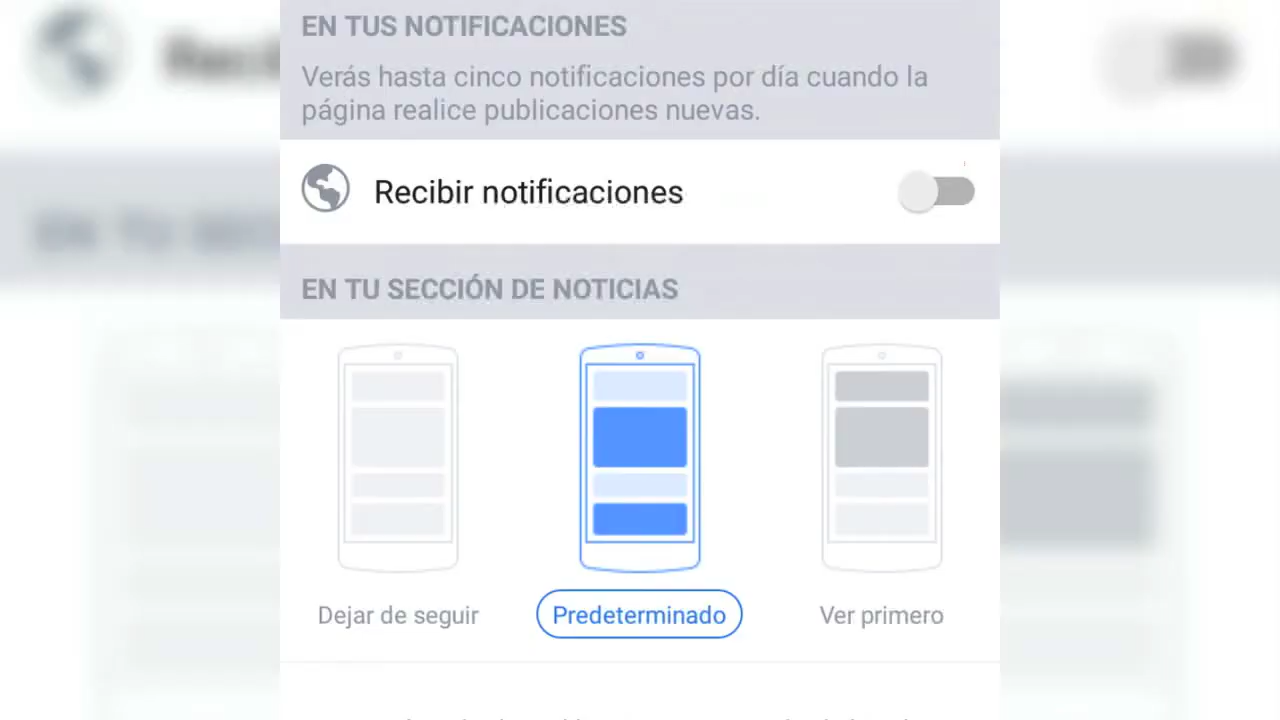 EN TUS NOTIFICACIONES
Verás hasta cinco notificaciones por día cuando la
página realice publicaciones nuevas.
Recibir notificaciones
EN TU SECCIÓN DE NOTICIAS
Dejar de seguir
Predeterminado
Ver primero